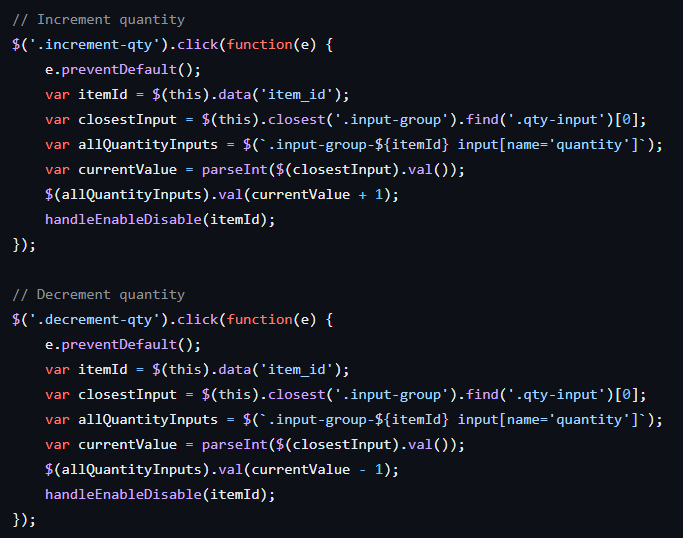 // Increment quantity
$('.increment-qty').click(function(e) {
    e.preventDefault();
    var itemId = $(this).data('item_id');
    var closestInput = $(this).closest('.input-group').find('.qty-input')[0];
    var allQuantityInputs = $(`.input-group-${itemId} input[name='quantity']`);
    var currentValue = parseInt($(closestInput).val());
    $(allQuantityInputs).val(currentValue + 1);
    handleEnableDisable(itemId);
});

// Decrement quantity
$('.decrement-qty').click(function(e) {
    e.preventDefault();
    var itemId = $(this).data('item_id');
    var closestInput = $(this).closest('.input-group').find('.qty-input')[0];
    var allQuantityInputs = $(`.input-group-${itemId} input[name='quantity']`);
    var currentValue = parseInt($(closestInput).val());
    $(allQuantityInputs).val(currentValue - 1);
    handleEnableDisable(itemId);
});